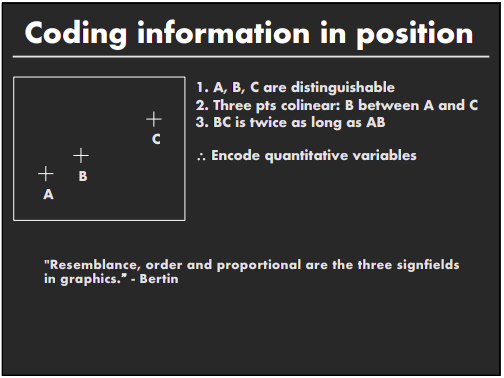 Coding information in position
1. A, B, C are distinguishable
2. Three pts colinear: B between A and C
3. BC is twice as long as AB
∴ Encode quantitative variables
C
B
A
"Resemblance, order and proportional are the three signfields
in graphics.” - Bertin